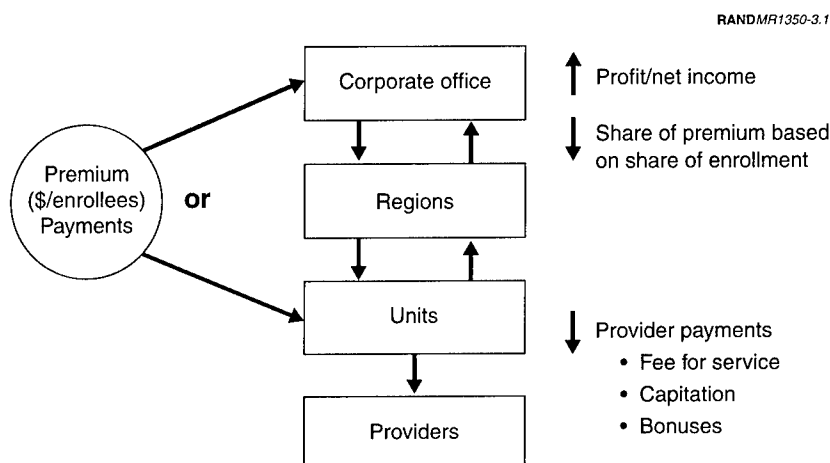 RANDMR1350-3.1
Corporate office
Profit/net income
Share of premium based
on share of enrollment
Premium
($/enrollees)
Payments
or
Regions
Units
Provider payments
• Fee for service
• Capitation
• Bonuses
Providers